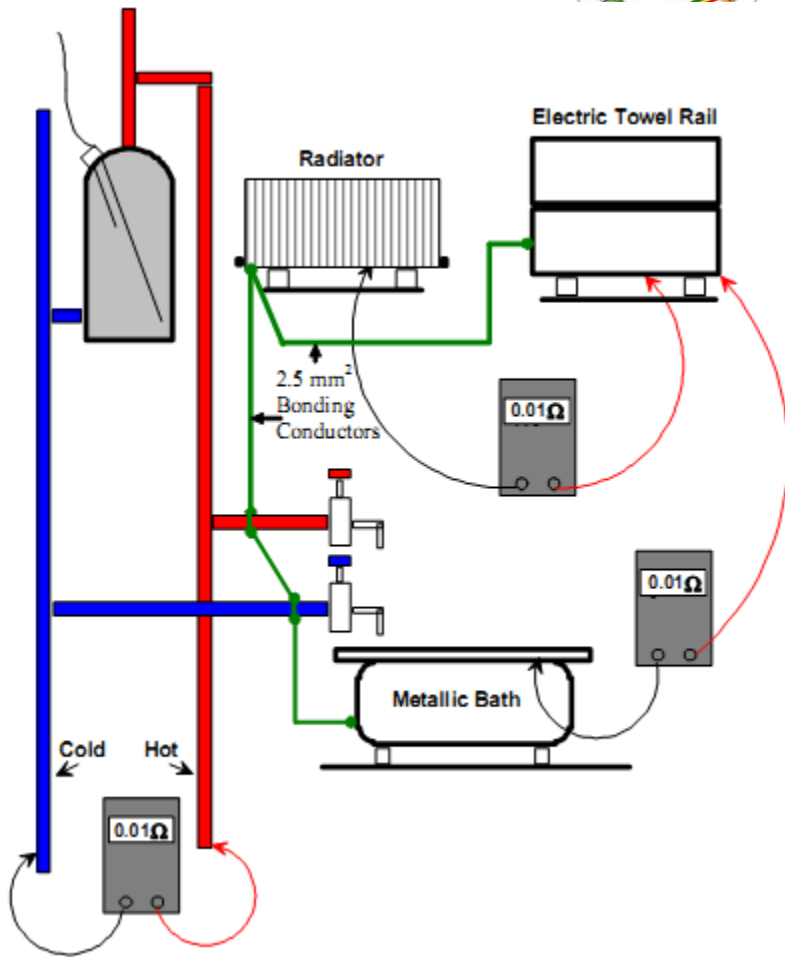 Electric Towel Rail
Radiator
2.5 mm²
Bonding
Conductors
0.01Ω
0.01Ω
Metallic Bath
Cold
Hot
0.01Ω